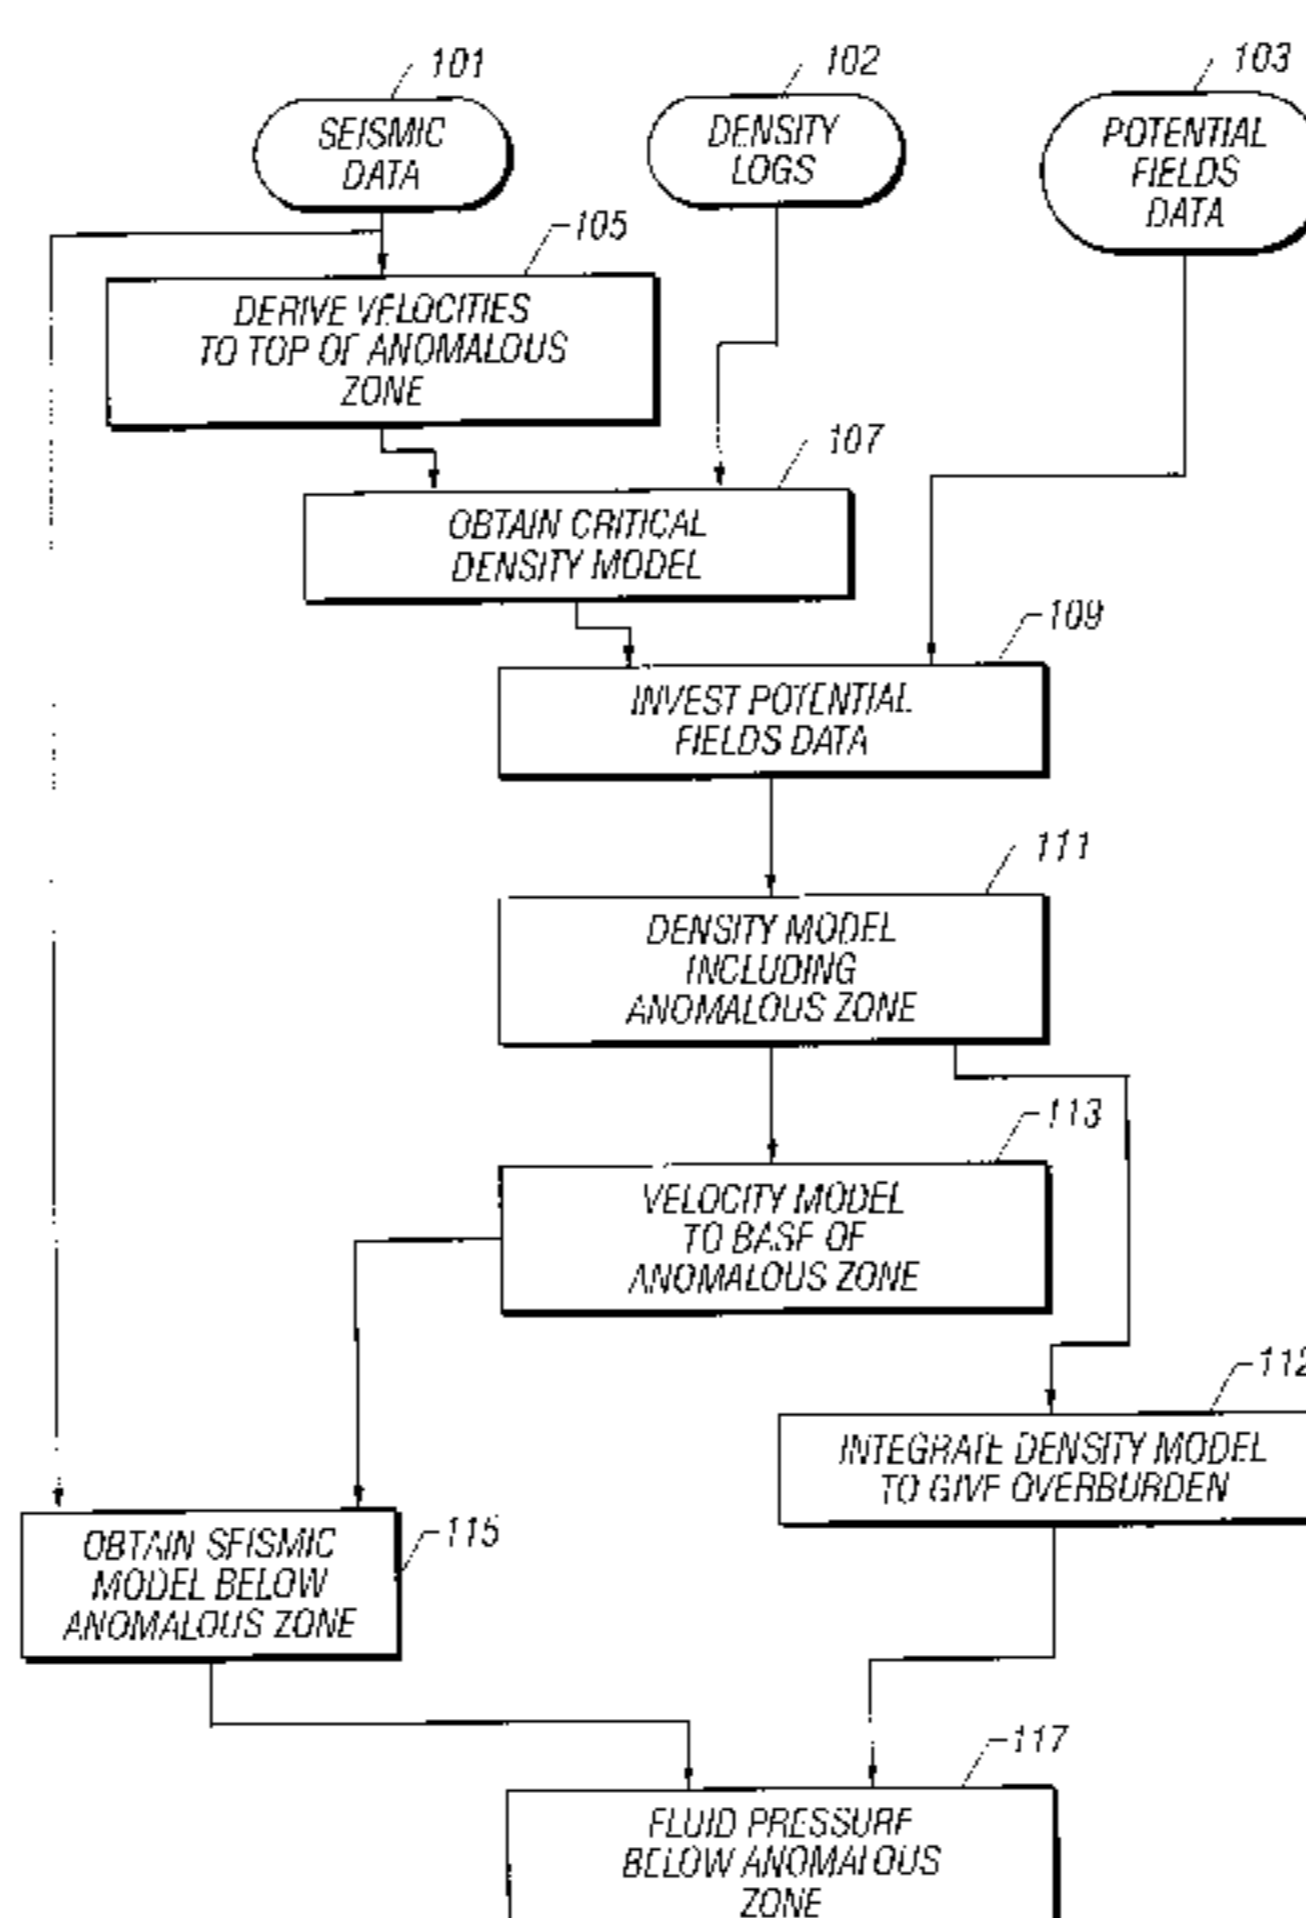 101
SEISMIC
DATA
102
DENSITY
LOGS
103
POTENTIAL
FIELDS
DATA
105
DERIVE VELOCITIES
TO TOP OF ANOMALOUS
ZONE
107
OBTAIN CRITICAL
DENSITY MODEL
109
INVEST POTENTIAL
FIELDS DATA
111
DENSITY MODEL
INCLUDING
ANOMALOUS ZONE
113
VELOCITY MODEL
TO BASE OF
ANOMALOUS ZONE
112
INTEGRATE DENSITY MODEL
TO GIVE OVERBURDEN
115
OBTAIN SEISMIC
MODEL BELOW
ANOMALOUS ZONE
117
FLUID PRESSURE
BELOW ANOMALOUS
ZONE